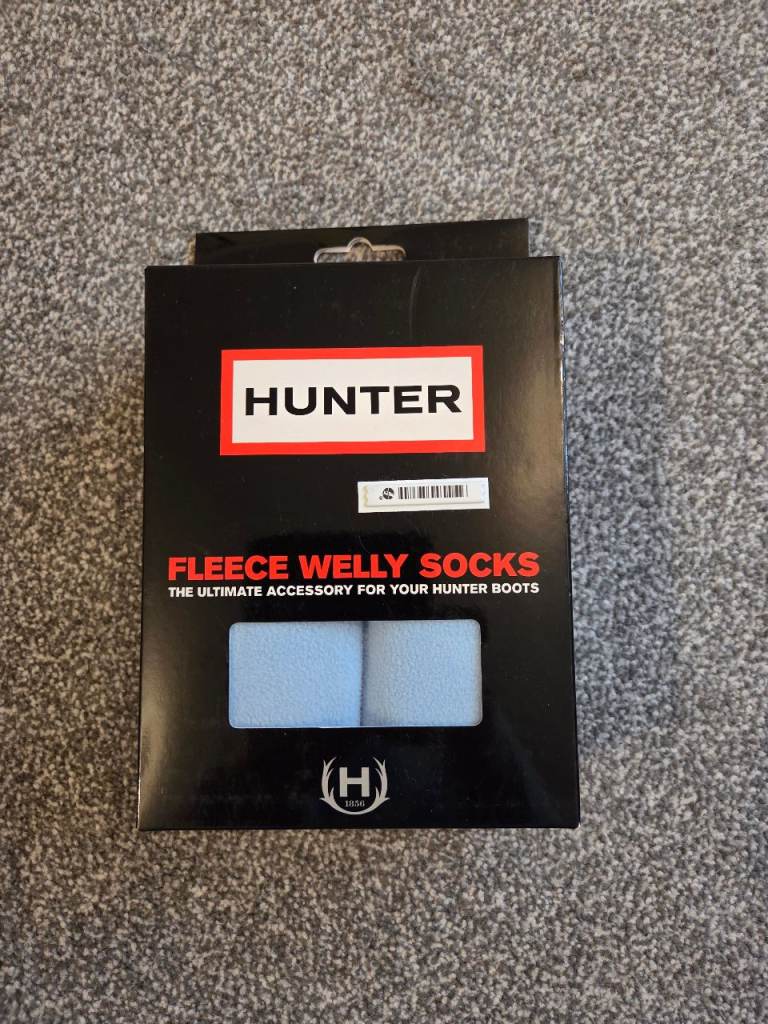 HUNTER
FLEECE WELLY SOCKS
THE ULTIMATE ACCESSORY FOR YOUR HUNTER BOOTS
H
1856